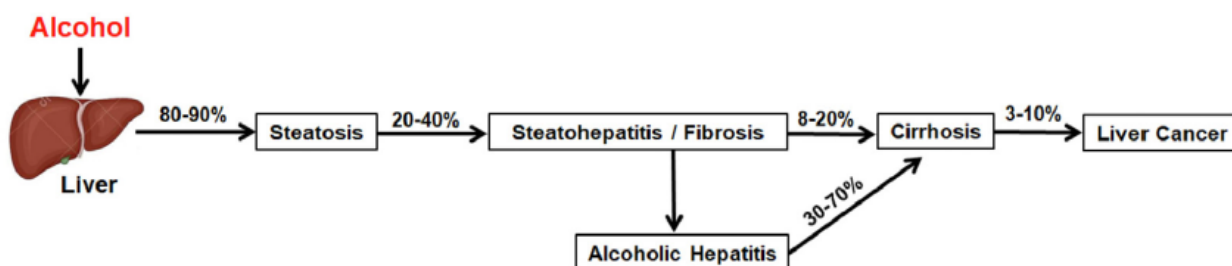 Alcohol
80-90%
Steatosis
20-40%
Steatohepatitis / Fibrosis
8-20%
Cirrhosis
3-10%
Liver Cancer
Liver
30-70%
Alcoholic Hepatitis